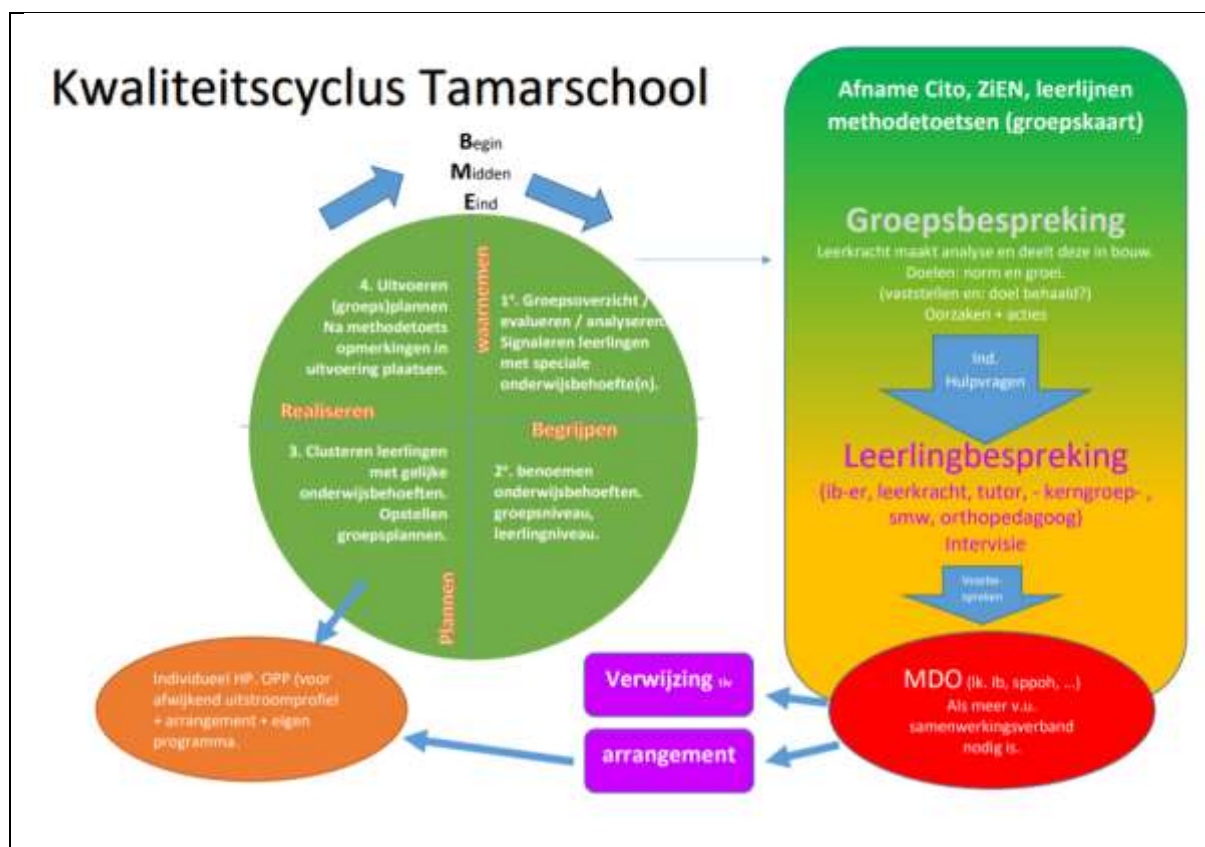 Kwaliteitscyclus Tamarschool
Begin
Midden
Eind
waarnemen
4. Uitvoeren
(groeps)plannen
Na methodetoets
opmerkingen in
uitvoering plaatsen.
1°. Groepsoverzicht /
evalueren / analyseren.
Signaleren leerlingen
met speciale
onderwijsbehoefte(n).
Realiseren
Begrijpen
3. Clusteren leerlingen
met gelijke
onderwijsbehoeften.
Opstellen
groepsplannen.
2°. benoemen
onderwijsbehoeften.
groepsniveau,
leerlingniveau.
Plannen
Individueel HP. OPP (voor
afwijkend uitstroomprofiel
+ arrangement + eigen
programma.
Verwijzing tlv
arrangement
Afname Cito, ZiEN, leerlijnen
methodetoetsen (groepskaart)
Groepsbespreking
Leerkracht maakt analyse en deelt deze in bouw.
Doelen: norm en groei.
(vaststellen en: doel behaald?)
Oorzaken + acties
Ind.
Hulpvragen
Leerlingbespreking
(ib-er, leerkracht, tutor, - kerngroep- ,
smw, orthopedagoog)
Intervisie
Voorbe-
spreken
MDO (lk. Ib, sppoh, ...)
Als meer v.u.
samenwerkingsverband
nodig is.